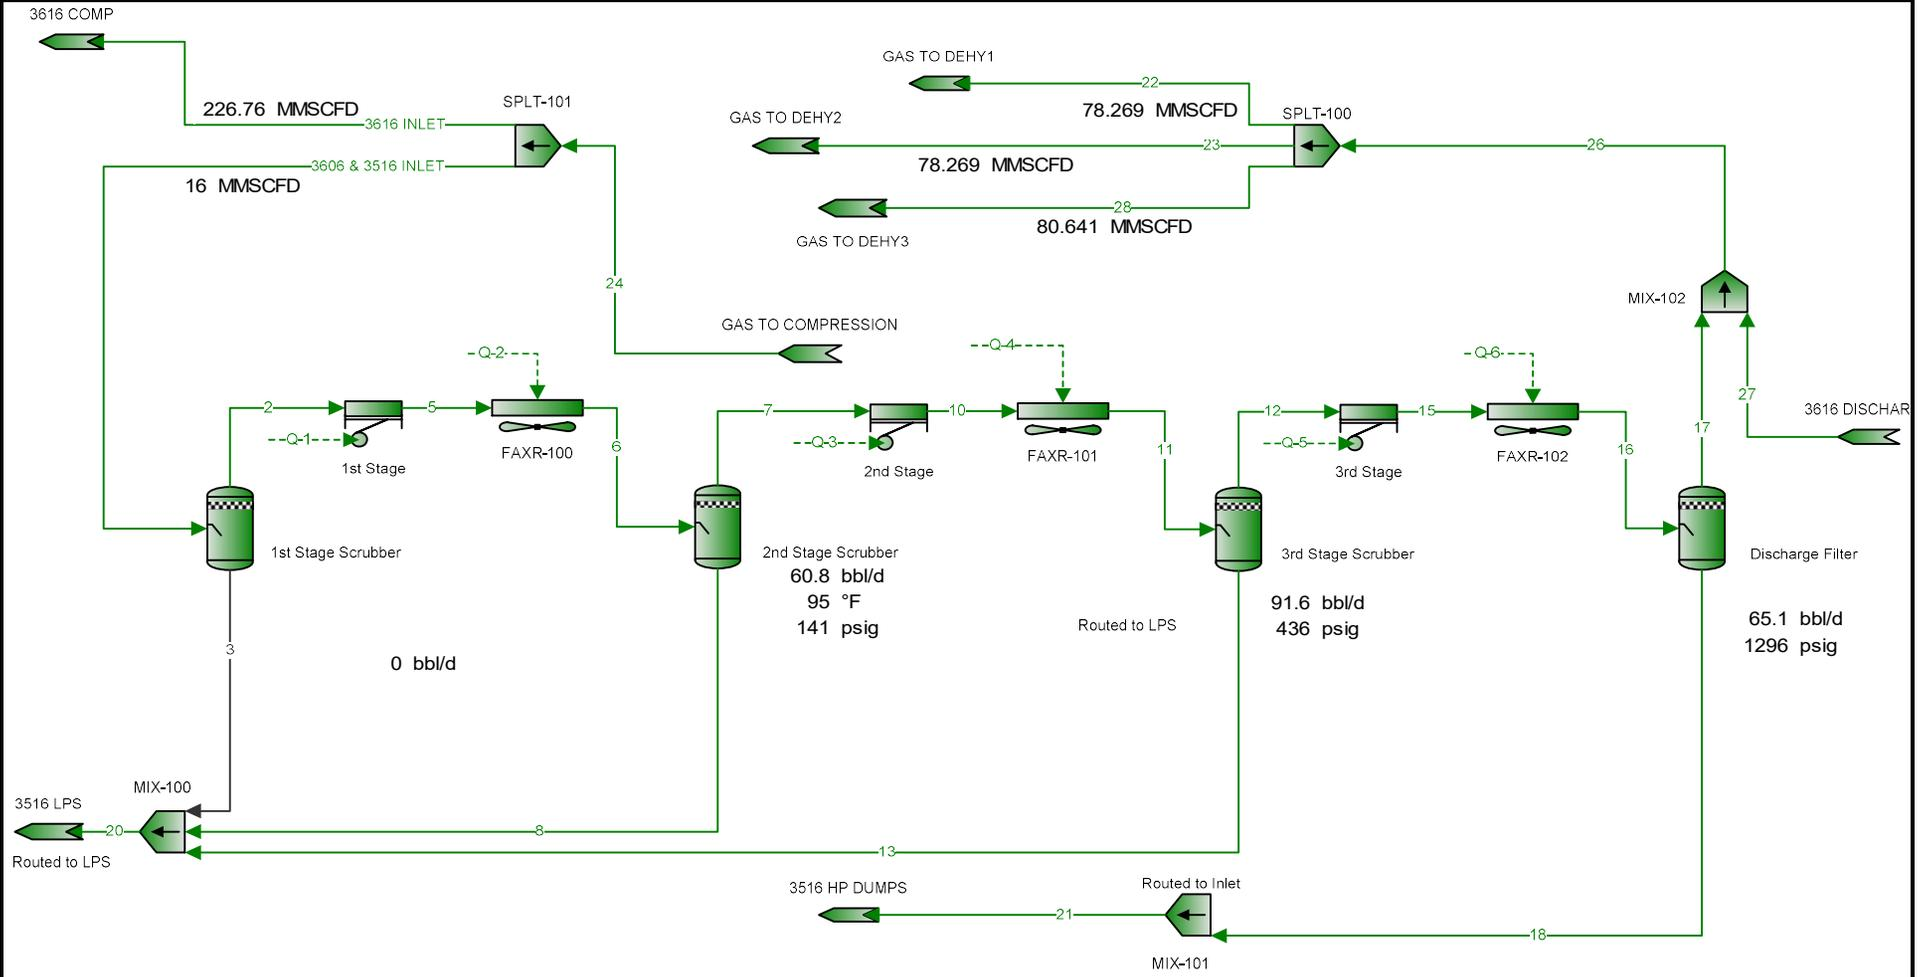 3616 COMP
226.76 MMSCFD
3616 INLET
3606 & 3516 INLET
16 MMSCFD
SPLT-101
24
GAS TO COMPRESSION
GAS TO DEHY1
22
78.269 MMSCFD
GAS TO DEHY2
23
78.269 MMSCFD
28
80.641 MMSCFD
GAS TO DEHY3
SPLT-100
26
MIX-102
27
3616 DISCHAR
17
2
Q-1
1st Stage
5
Q-2
FAXR-100
6
7
Q-3
2nd Stage
10
Q-4
FAXR-101
11
12
Q-5
3rd Stage
15
Q-6
FAXR-102
16
1st Stage Scrubber
2nd Stage Scrubber
60.8 bbl/d
95 °F
141 psig
3rd Stage Scrubber
91.6 bbl/d
436 psig
Routed to LPS
Discharge Filter
65.1 bbl/d
1296 psig
3
0 bbl/d
MIX-100
3516 LPS
20
Routed to LPS
8
13
3516 HP DUMPS
21
Routed to Inlet
MIX-101
18